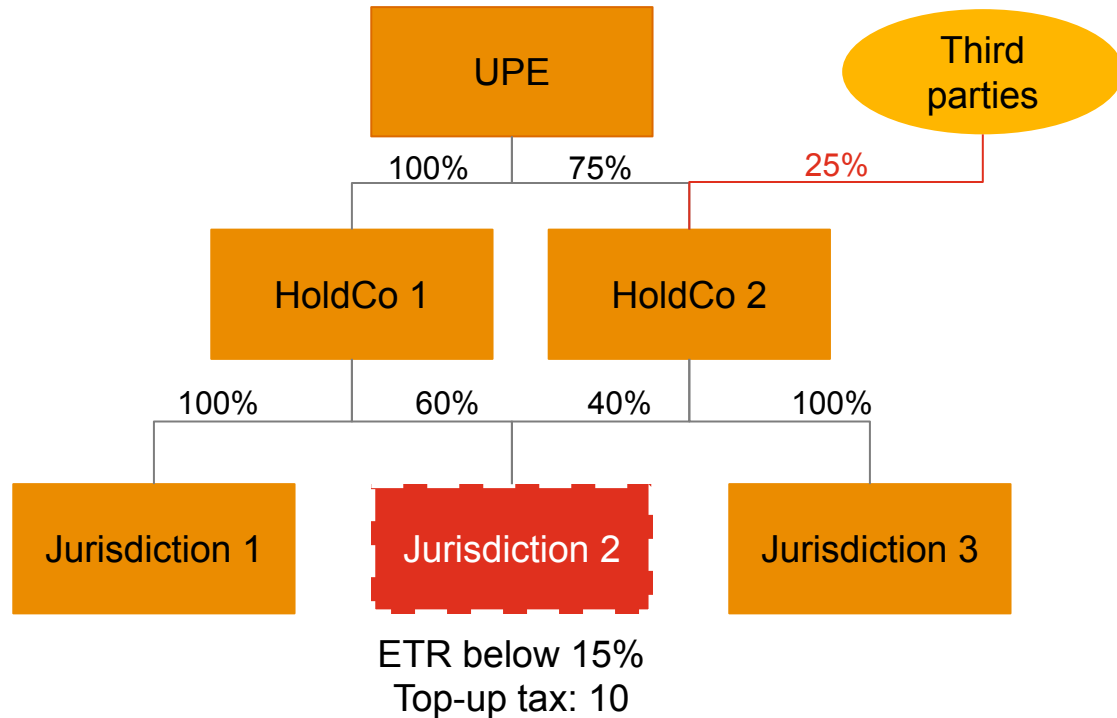 UPE
Third
parties
100%
75%
25%
HoldCo 1
HoldCo 2
100%
60%
40%
100%
Jurisdiction 1
Jurisdiction 2
Jurisdiction 3
ETR below 15%
Top-up tax: 10